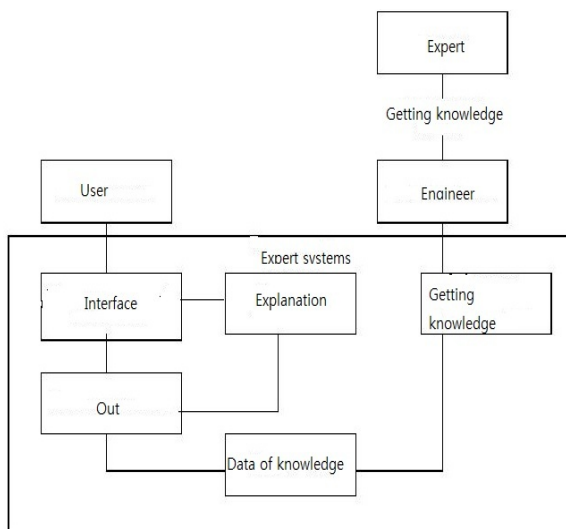 Expert
Getting knowledge
User
Engineer
Expert systems
Interface
Explanation
Getting
knowledge
Out
Data of knowledge